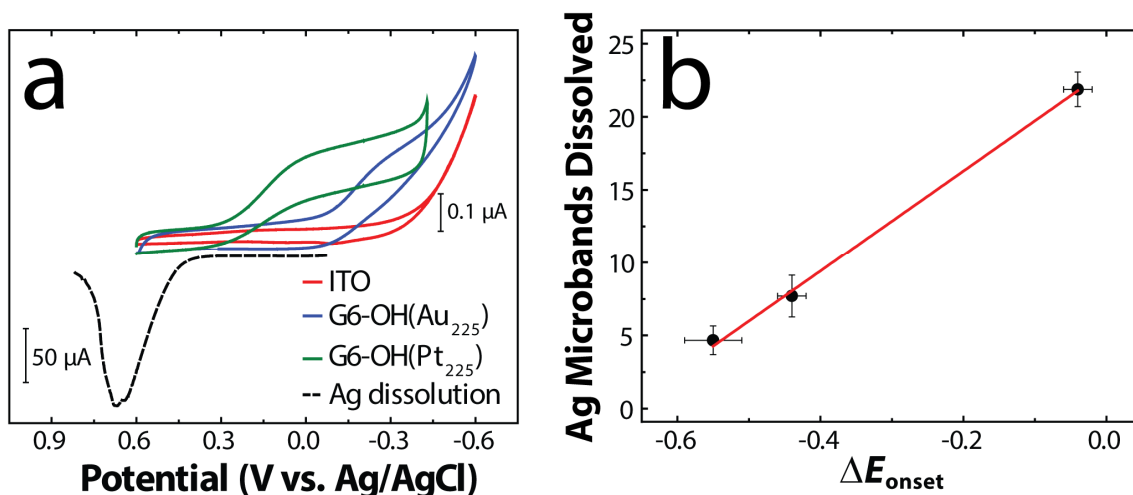 a
0.1 µA
ITO
G6-OH(Au225)
G6-OH(Pt225)
Ag dissolution
50 µA
0.9 0.6 0.3 0.0 -0.3 -0.6
Potential (V vs. Ag/AgCl)
b
Ag Microbands Dissolved
25
20
15
10
5
0
-0.6 -0.4 -0.2 0.0
ΔEonset